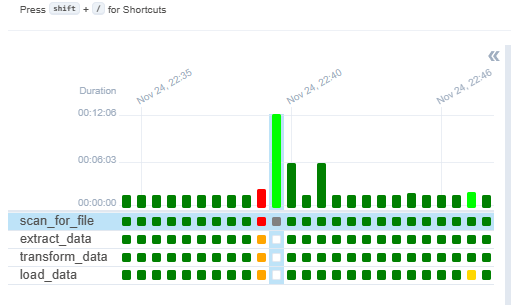 Press shift + / for Shortcuts
«
Nov 24, 22:35
Nov 24, 22:40
Nov 24, 22:46
Duration
00:12:06
00:06:03
00:00:00
scan_for_file
extract_data
transform_data
load_data